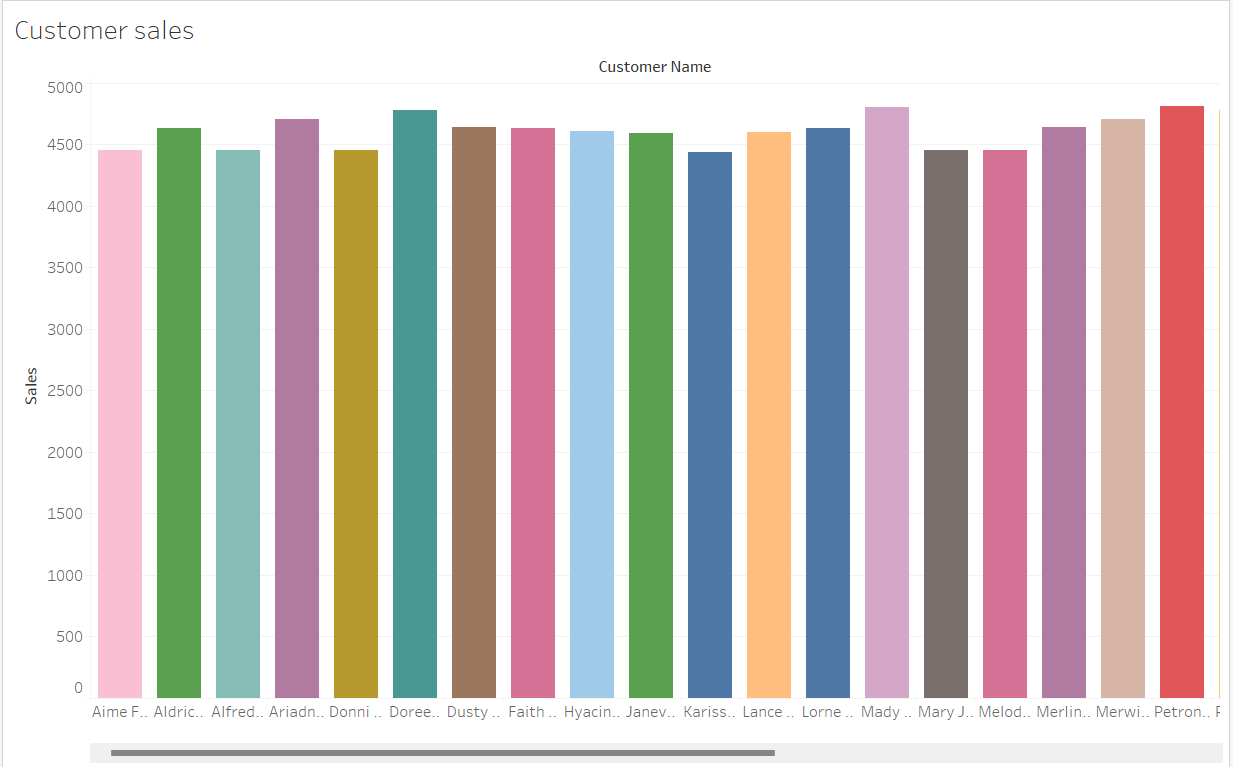 Customer sales
Customer Name
5000
4500
4000
3500
3000
2500
2000
1500
1000
500
0
Sales
Aime F.. Aldric.. Alfred.. Ariadn.. Donni .. Doree.. Dusty .. Faith .. Hyacin.. Janev.. Kariss.. Lance .. Lorne .. Mady .. Mary J.. Melod.. Merlin.. Merwi.. Petron..